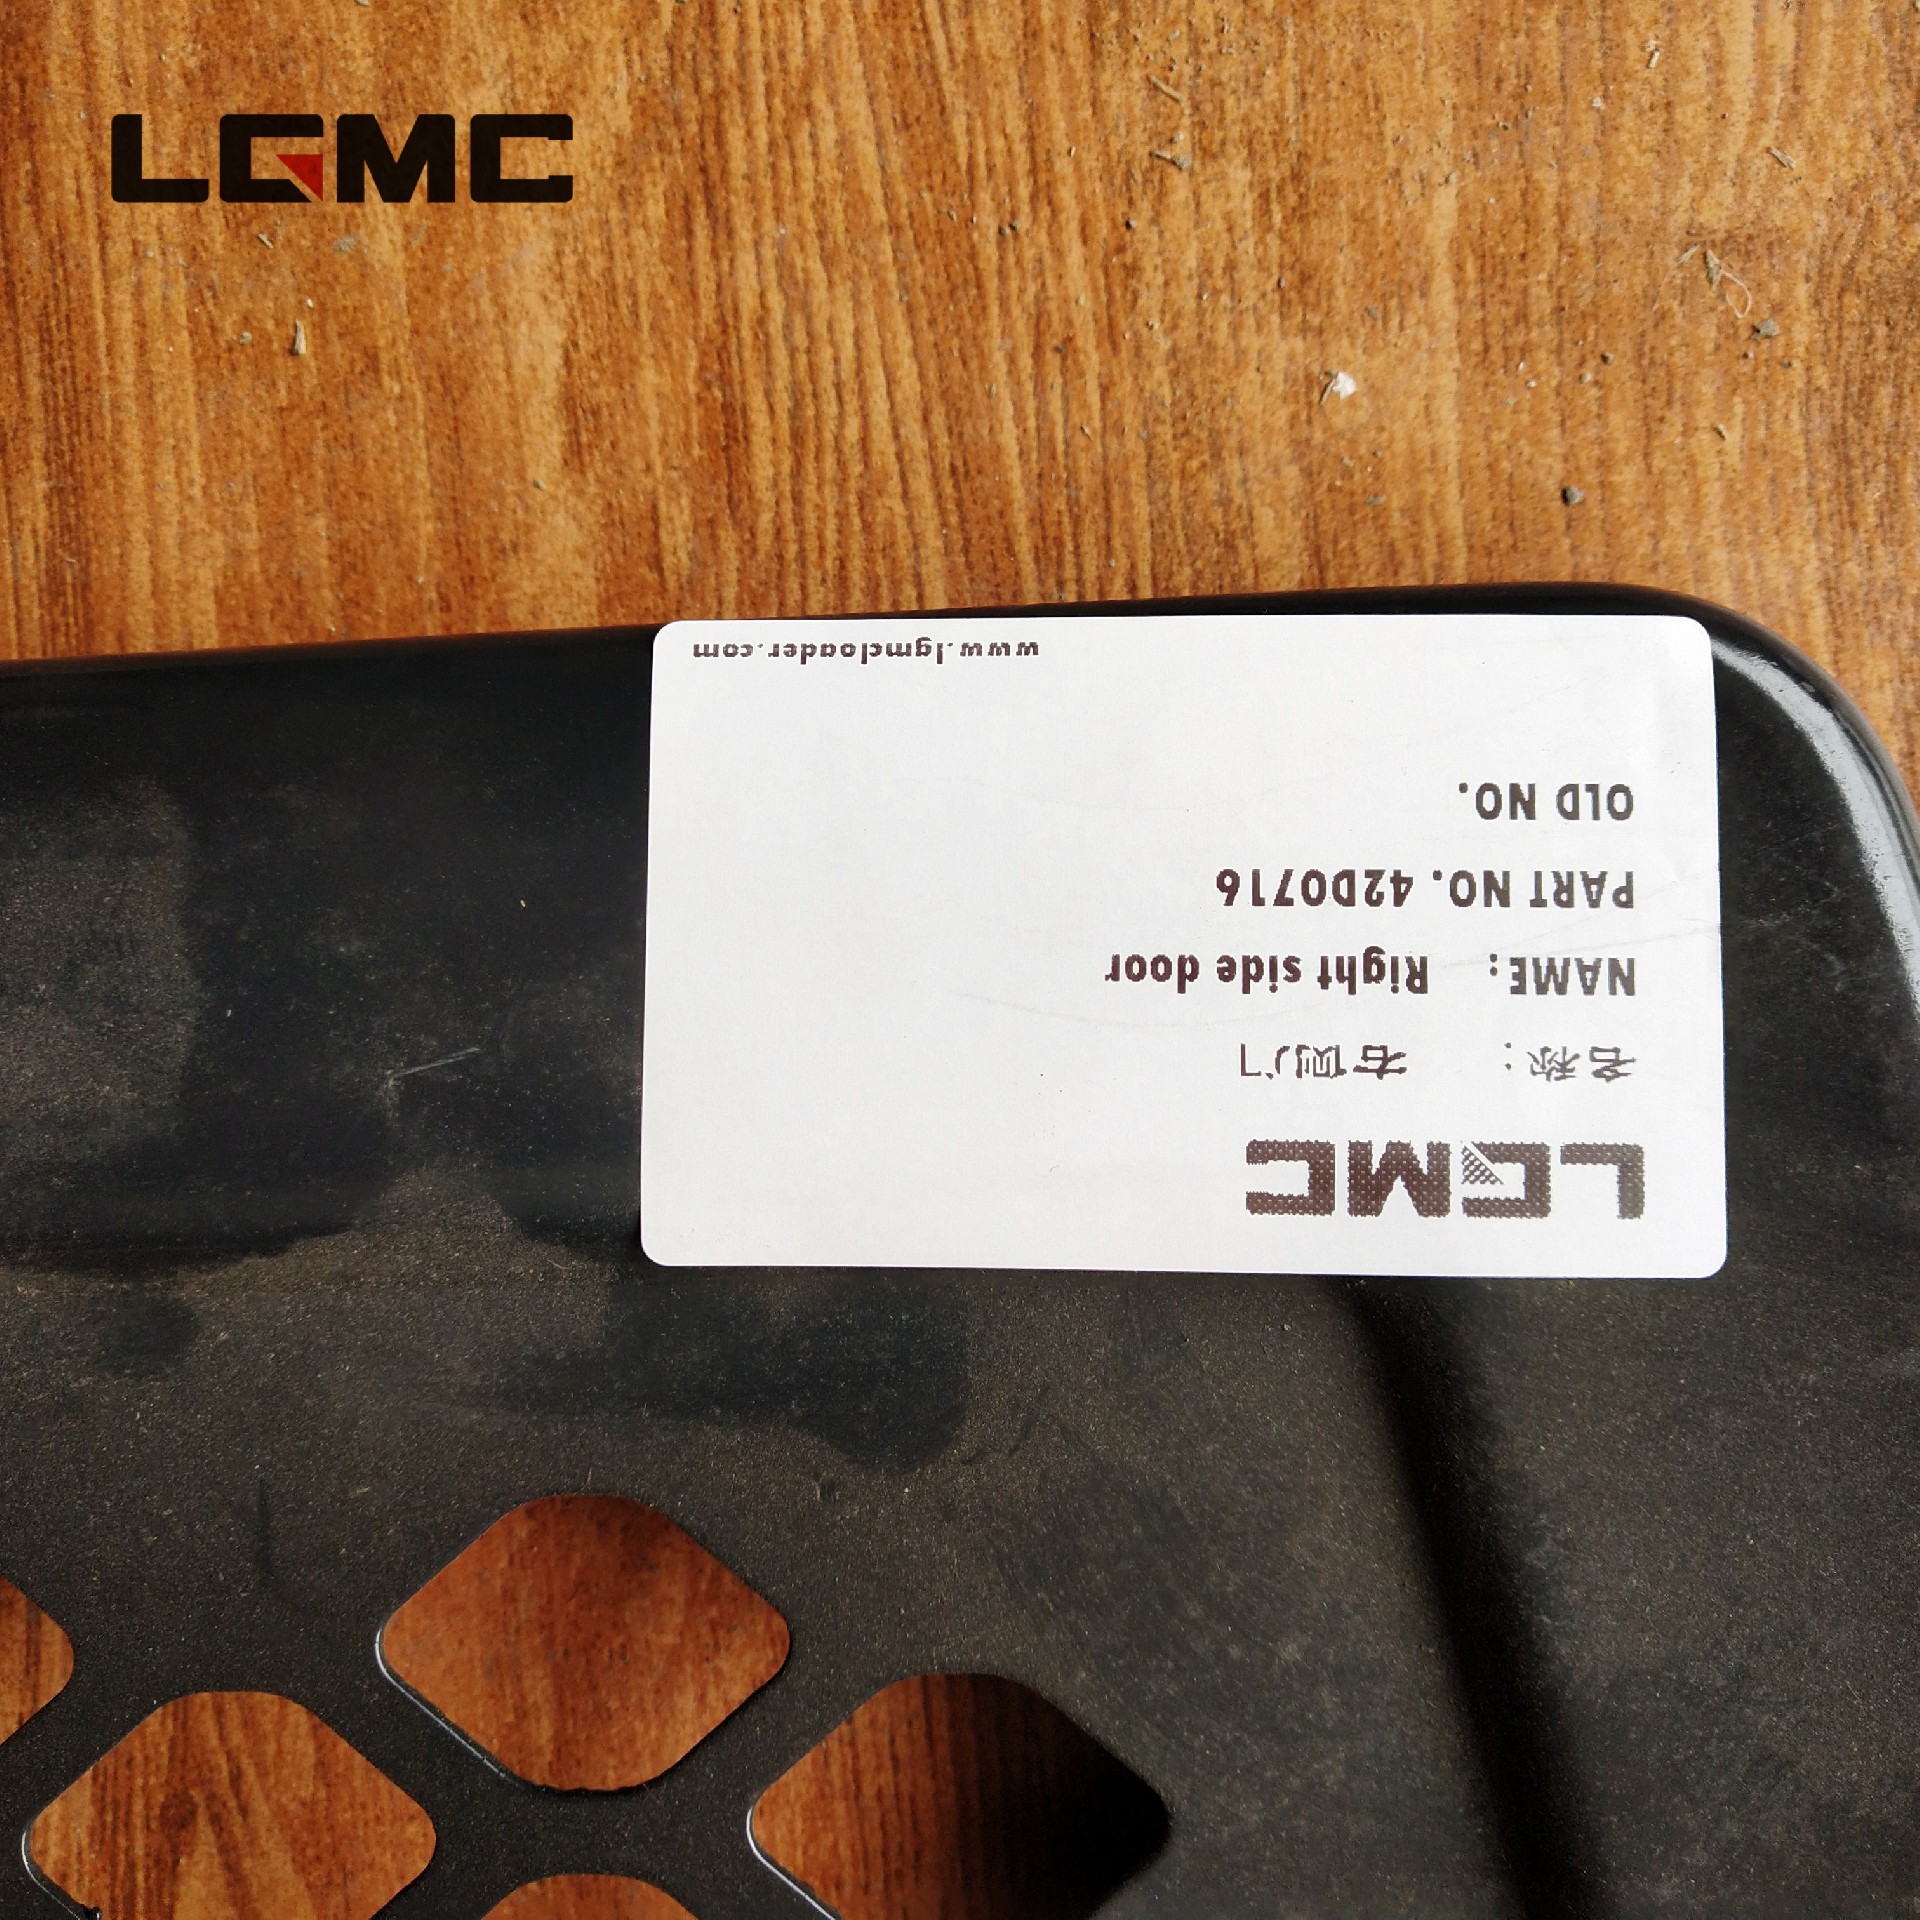 LGMC
LGMC
名称： 右侧门
NAME: Right side door
PART NO. 42D0716
OLD NO.
www.lgmcloader.com